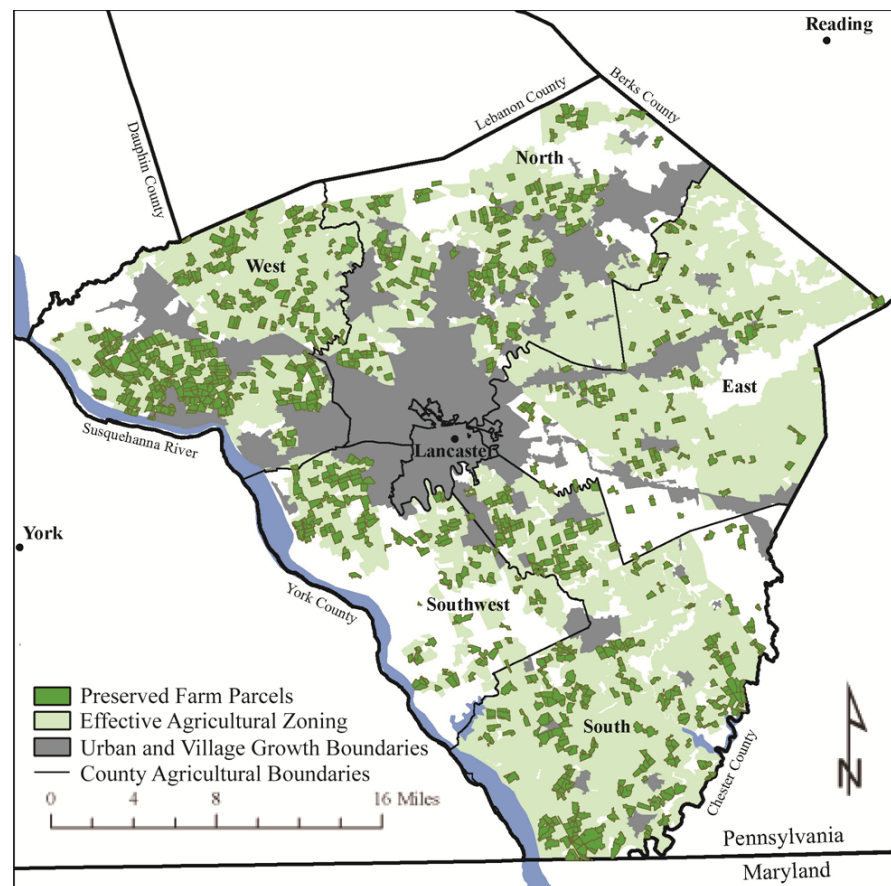 Reading
Berks County
Lebanon County
Dauphin County
North
West
East
Susquehanna River
Lancaster
York
York County
Southwest
South
Chester County
Preserved Farm Parcels
Effective Agricultural Zoning
Urban and Village Growth Boundaries
County Agricultural Boundaries
0 4 8 16 Miles
N
Pennsylvania
Maryland